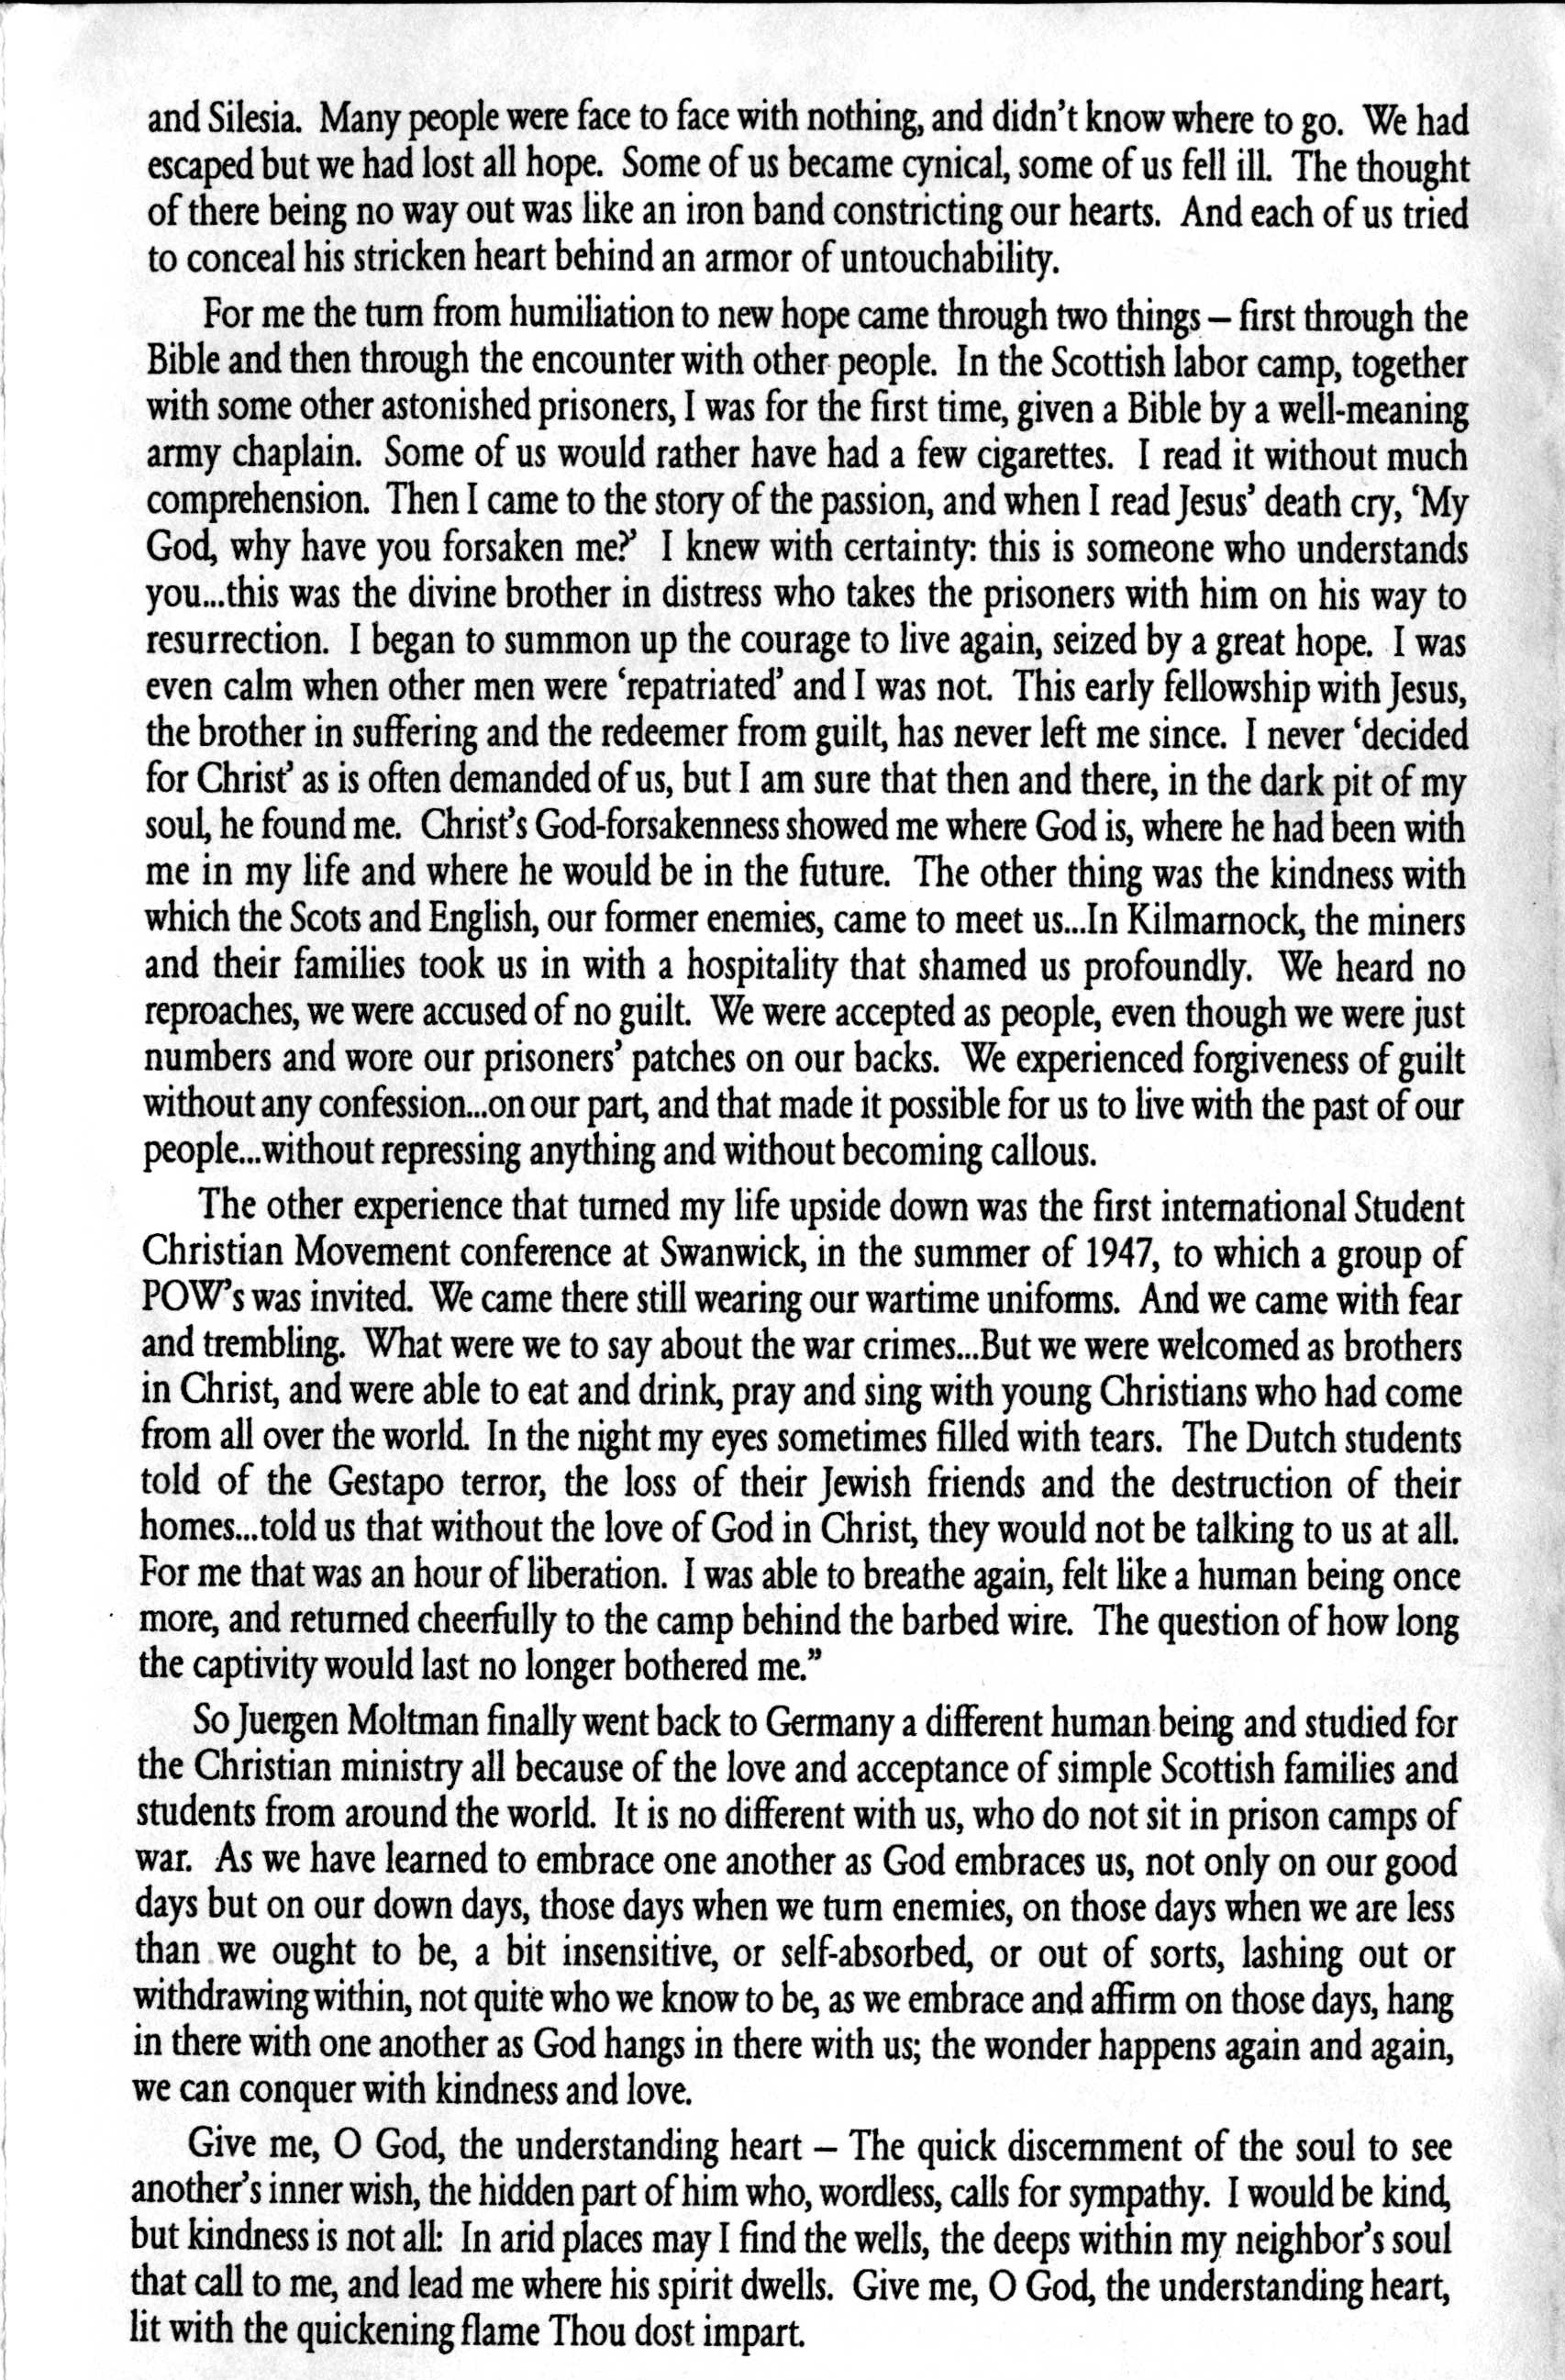 and Silesia. Many people were face to face with nothing, and didn't know where to go. We had
escaped but we had lost all hope. Some of us became cynical, some of us fell ill. The thought
of there being no way out was like an iron band constricting our hearts. And each of us tried
to conceal his stricken heart behind an armor of untouchability.
For me the turn from humiliation to new hope came through two things – first through the
Bible and then through the encounter with other people. In the Scottish labor camp, together
with some other astonished prisoners, I was for the first time, given a Bible by a well-meaning
army chaplain. Some of us would rather have had a few cigarettes. I read it without much
comprehension. Then I came to the story of the passion, and when I read Jesus' death cry, 'My
God, why have you forsaken me?' I knew with certainty: this is someone who understands
you...this was the divine brother in distress who takes the prisoners with him on his way to
resurrection. I began to summon up the courage to live again, seized by a great hope. I was
even calm when other men were 'repatriated' and I was not. This early fellowship with Jesus,
the brother in suffering and the redeemer from guilt, has never left me since. I never 'decided
for Christ' as is often demanded of us, but I am sure that then and there, in the dark pit of my
soul, he found me. Christ's God-forsakenness showed me where God is, where he had been with
me in my life and where he would be in the future. The other thing was the kindness with
which the Scots and English, our former enemies, came to meet us...In Kilmarnock, the miners
and their families took us in with a hospitality that shamed us profoundly. We heard no
reproaches, we were accused of no guilt. We were accepted as people, even though we were just
numbers and wore our prisoners' patches on our backs. We experienced forgiveness of guilt
without any confession...on our part, and that made it possible for us to live with the past of our
people...without repressing anything and without becoming callous.
The other experience that turned my life upside down was the first international Student
Christian Movement conference at Swanwick, in the summer of 1947, to which a group of
POW's was invited. We came there still wearing our wartime uniforms. And we came with fear
and trembling. What were we to say about the war crimes...But we were welcomed as brothers
in Christ, and were able to eat and drink, pray and sing with young Christians who had come
from all over the world. In the night my eyes sometimes filled with tears. The Dutch students
told of the Gestapo terror, the loss of their Jewish friends and the destruction of their
homes...told us that without the love of God in Christ, they would not be talking to us at all.
For me that was an hour of liberation. I was able to breathe again, felt like a human being once
more, and returned cheerfully to the camp behind the barbed wire. The question of how long
the captivity would last no longer bothered me."
So Juergen Moltman finally went back to Germany a different human being and studied for
the Christian ministry all because of the love and acceptance of simple Scottish families and
students from around the world. It is no different with us, who do not sit in prison camps of
war. As we have learned to embrace one another as God embraces us, not only on our good
days but on our down days, those days when we turn enemies, on those days when we are less
than we ought to be, a bit insensitive, or self-absorbed, or out of sorts, lashing out or
withdrawing within, not quite who we know to be, as we embrace and affirm on those days, hang
in there with one another as God hangs in there with us; the wonder happens again and again,
we can conquer with kindness and love.
Give me, O God, the understanding heart – The quick discernment of the soul to see
another's inner wish, the hidden part of him who, wordless, calls for sympathy. I would be kind,
but kindness is not all: In arid places may I find the wells, the deeps within my neighbor's soul
that call to me, and lead me where his spirit dwells. Give me, O God, the understanding heart,
lit with the quickening flame Thou dost impart.